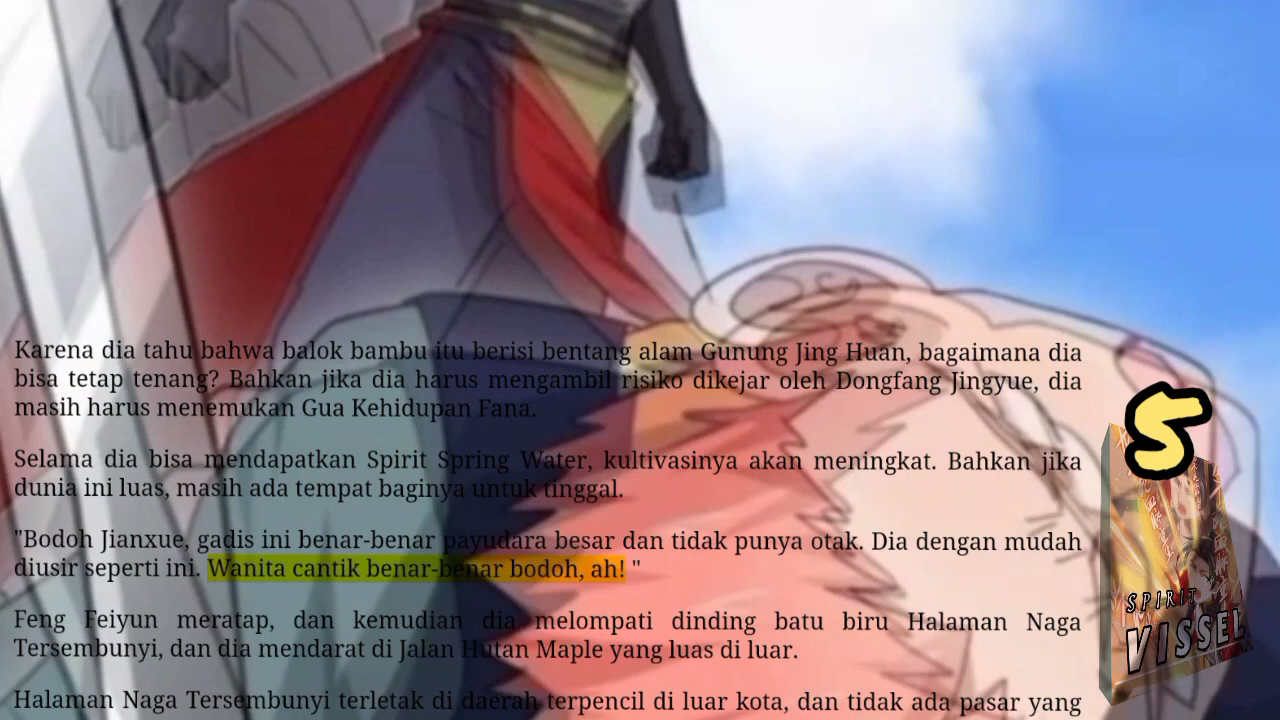 Karena dia tahu bahwa balok bambu itu berisi bentang alam Gunung Jing Huan, bagaimana dia
bisa tetap tenang? Bahkan jika dia harus mengambil risiko dikejar oleh Dongfang Jingyue, dia
masih harus menemukan Gua Kehidupan Fana.
Selama dia bisa mendapatkan Spirit Spring Water, kultivasinya akan meningkat. Bahkan jika
dunia ini luas, masih ada tempat baginya untuk tinggal.
"Bodoh Jianxue, gadis ini benar-benar payudara besar dan tidak punya otak. Dia dengan mudah
diusir seperti ini. Wanita cantik benar-benar bodoh, ah! "
Feng Feiyun meratap, dan kemudian dia melompati dinding batu biru Halaman Naga
Tersembunyi, dan dia mendarat di Jalan Hutan Maple yang luas di luar.
Halaman Naga Tersembunyi terletak di daerah terpencil di luar kota, dan tidak ada pasar yang
S
SPIRIT
VISSEL